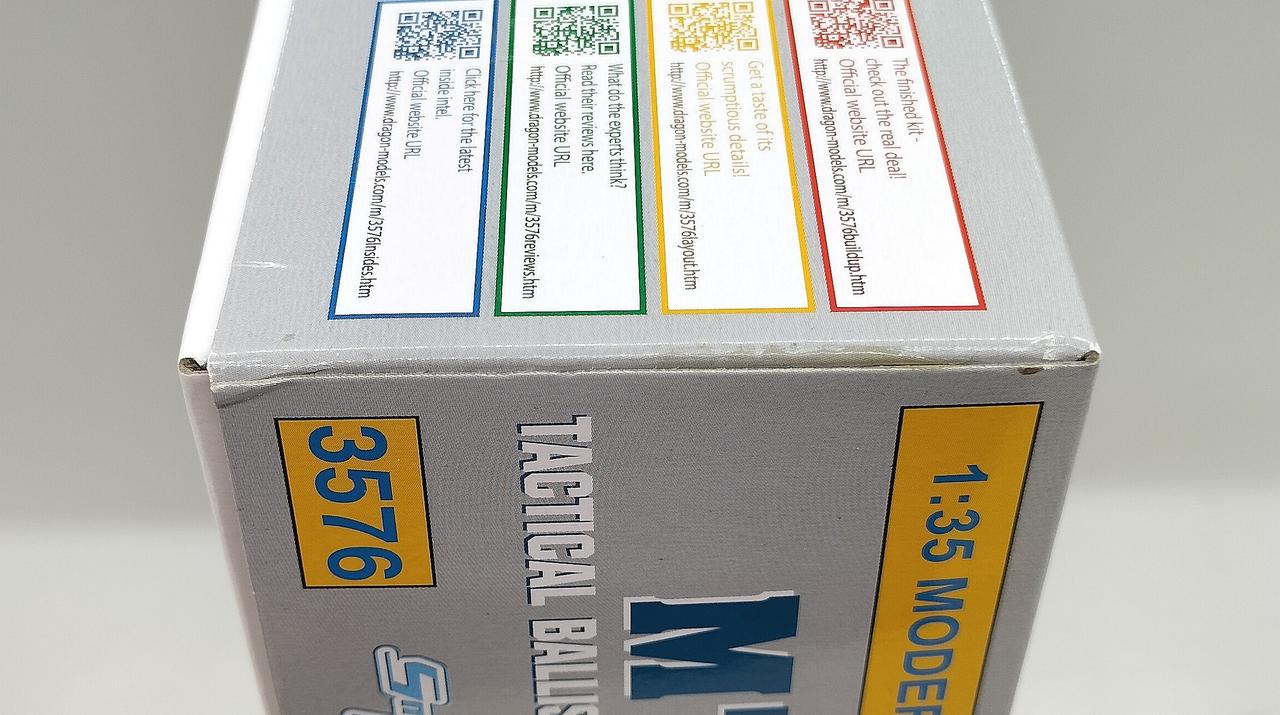 The finished kit -
check out the real deal!
Official website URL
http://www.dragon-models.com/m/3576buildup.htm
Get a taste of its
scrumptious details!
Official website URL
http://www.dragon-models.com/m/3576layout.htm
What do the experts think?
Read their reviews here.
Official website URL
http://www.dragon-models.com/m/3576reviews.htm
Click here for the latest
inside intel.
Official website URL
http://www.dragon-models.com/m/3576insides.htm
1:35 MODER
M
TACTICAL BALLIS
3576